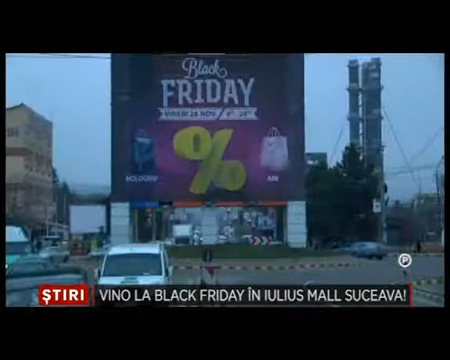 Black
FRIDAY
VINERI 28 NOV.
%
ȘTIRI VINO LA BLACK FRIDAY ÎN IULIUS MALL SUCEAVA!
P